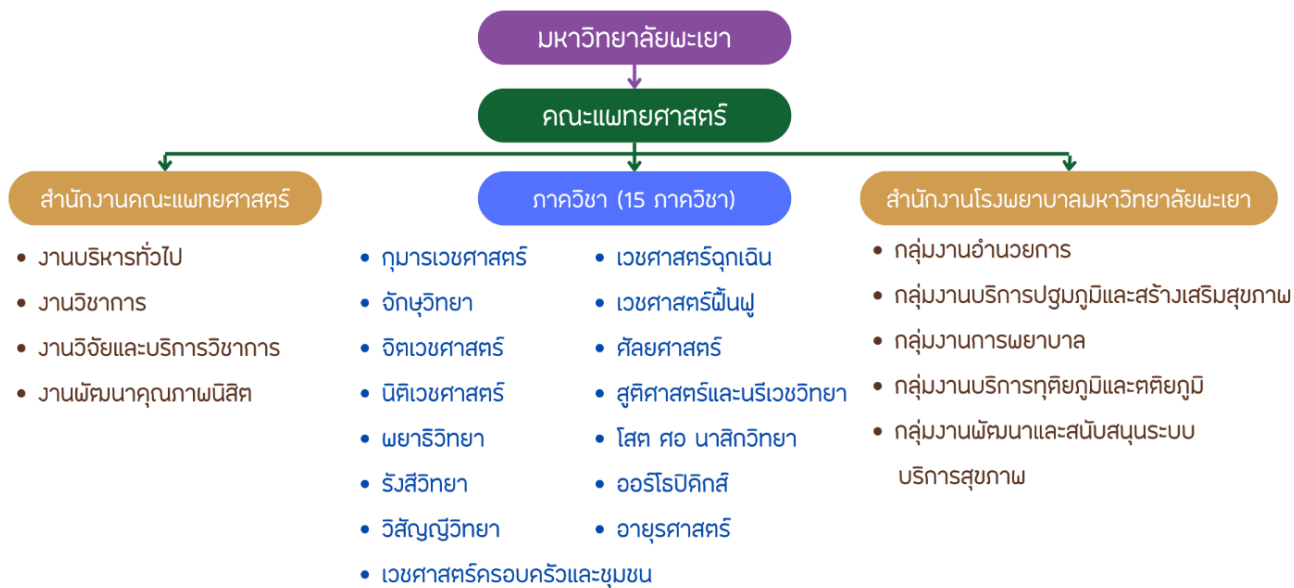 มหาวิทยาลัยพะเยา
คณะแพทยศาสตร์
สำนักงานคณะแพทยศาสตร์
• งานบริหารทั่วไป
• งานวิชาการ
• งานวิจัยและบริการวิชาการ
• งานพัฒนาคุณภาพนิสิต
ภาควิชา (15 ภาควิชา)
• กุมารเวชศาสตร์
• จักษุวิทยา
• จิตเวชศาสตร์
• นิติเวชศาสตร์
• พยาธิวิทยา
• รังสีวิทยา
• วิสัญญีวิทยา
• เวชศาสตร์ครอบครัวและชุมชน
• เวชศาสตร์ฉุกเฉิน
• เวชศาสตร์ฟื้นฟู
• ศัลยศาสตร์
• สูติศาสตร์และนรีเวชวิทยา
• โสต ศอ นาสิกวิทยา
• ออร์โธปิคิกส์
• อายุรศาสตร์
สำนักงานโรงพยาบาลมหาวิทยาลัยพะเยา
• กลุ่มงานอำนวยการ
• กลุ่มงานบริการปฐมภูมิและสร้างเสริมสุขภาพ
• กลุ่มงานการพยาบาล
• กลุ่มงานบริการทุติยภูมิและตติยภูมิ
• กลุ่มงานพัฒนาและสนับสนุนระบบ
บริการสุขภาพ